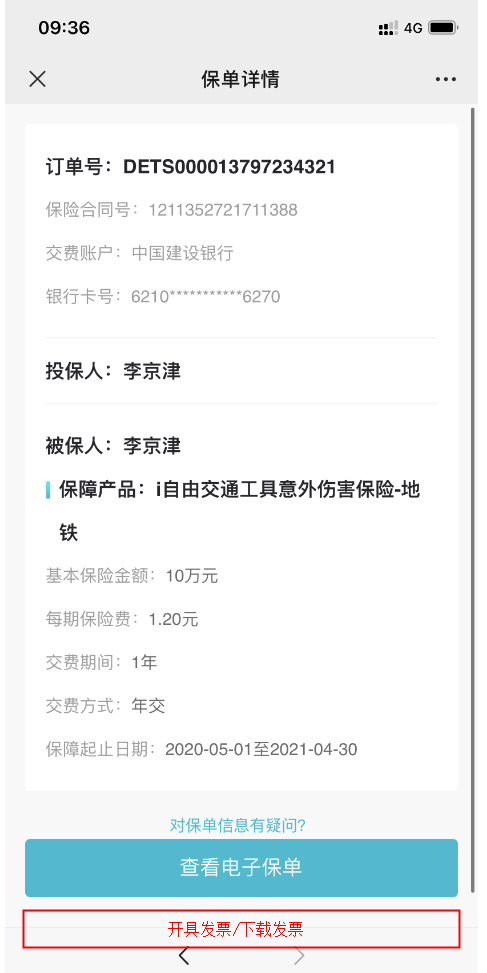 09:36
4G
保单详情
订单号：DETS000013797234321
保险合同号：1211352721711388
交费账户：中国建设银行
银行卡号：6210***********6270
投保人：李京津
被保人：李京津
保障产品：i自由交通工具意外伤害保险-地
铁
基本保险金额：10万元
每期保险费：1.20元
交费期间：1年
交费方式：年交
保障起止日期：2020-05-01至2021-04-30
对保单信息有疑问?
查看电子保单
开具发票/下载发票